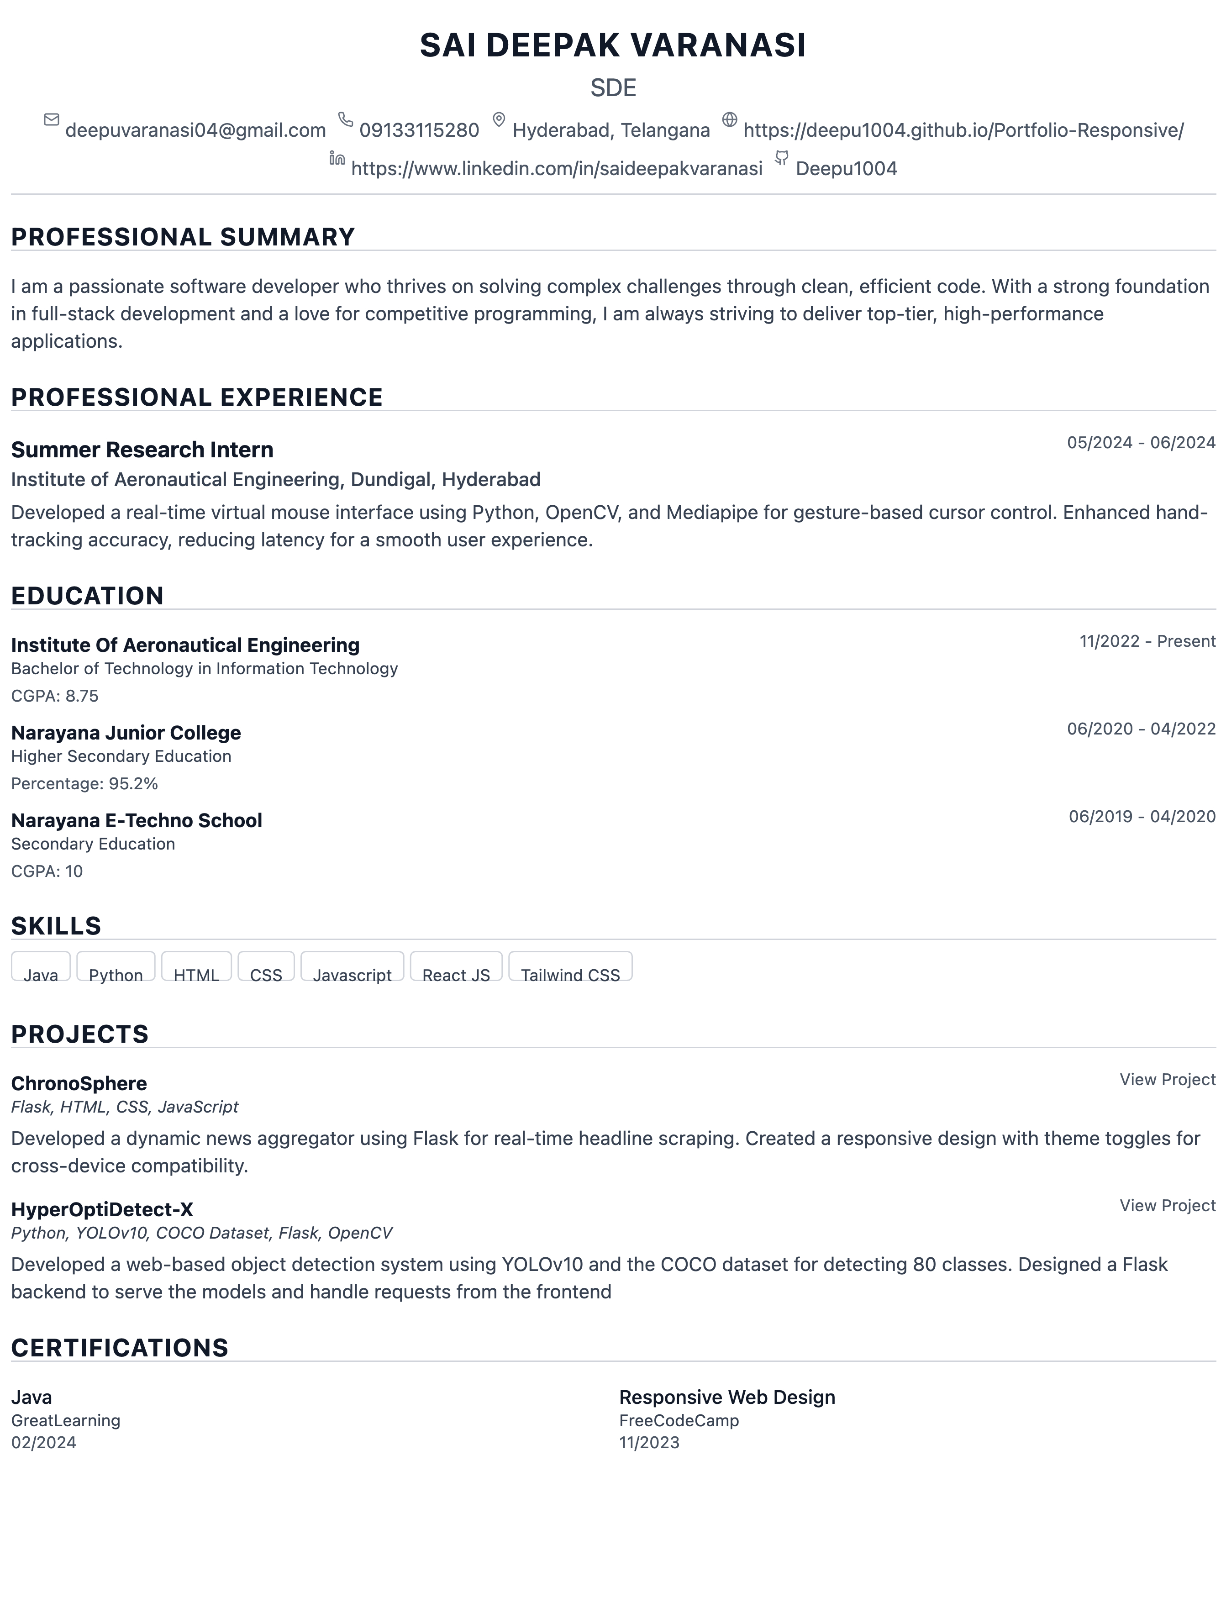 SAI DEEPAK VARANASI
SDE
deepuvaranasi04@gmail.com 09133115280 Hyderabad, Telangana https://deepu1004.github.io/Portfolio-Responsive/
https://www.linkedin.com/in/saideepakvaranasi Deepu1004
PROFESSIONAL SUMMARY
I am a passionate software developer who thrives on solving complex challenges through clean, efficient code. With a strong foundation
in full-stack development and a love for competitive programming, I am always striving to deliver top-tier, high-performance
applications.
PROFESSIONAL EXPERIENCE
Summer Research Intern 05/2024 - 06/2024
Institute of Aeronautical Engineering, Dundigal, Hyderabad
Developed a real-time virtual mouse interface using Python, OpenCV, and Mediapipe for gesture-based cursor control. Enhanced hand-
tracking accuracy, reducing latency for a smooth user experience.
EDUCATION
Institute Of Aeronautical Engineering 11/2022 - Present
Bachelor of Technology in Information Technology
CGPA: 8.75
Narayana Junior College 06/2020 - 04/2022
Higher Secondary Education
Percentage: 95.2%
Narayana E-Techno School 06/2019 - 04/2020
Secondary Education
CGPA: 10
SKILLS
Java Python HTML CSS Javascript React JS Tailwind CSS
PROJECTS
ChronoSphere View Project
Flask, HTML, CSS, JavaScript
Developed a dynamic news aggregator using Flask for real-time headline scraping. Created a responsive design with theme toggles for
cross-device compatibility.
HyperOptiDetect-X View Project
Python, YOLOv10, COCO Dataset, Flask, OpenCV
Developed a web-based object detection system using YOLOv10 and the COCO dataset for detecting 80 classes. Designed a Flask
backend to serve the models and handle requests from the frontend
CERTIFICATIONS
Java Responsive Web Design
GreatLearning FreeCodeCamp
02/2024 11/2023